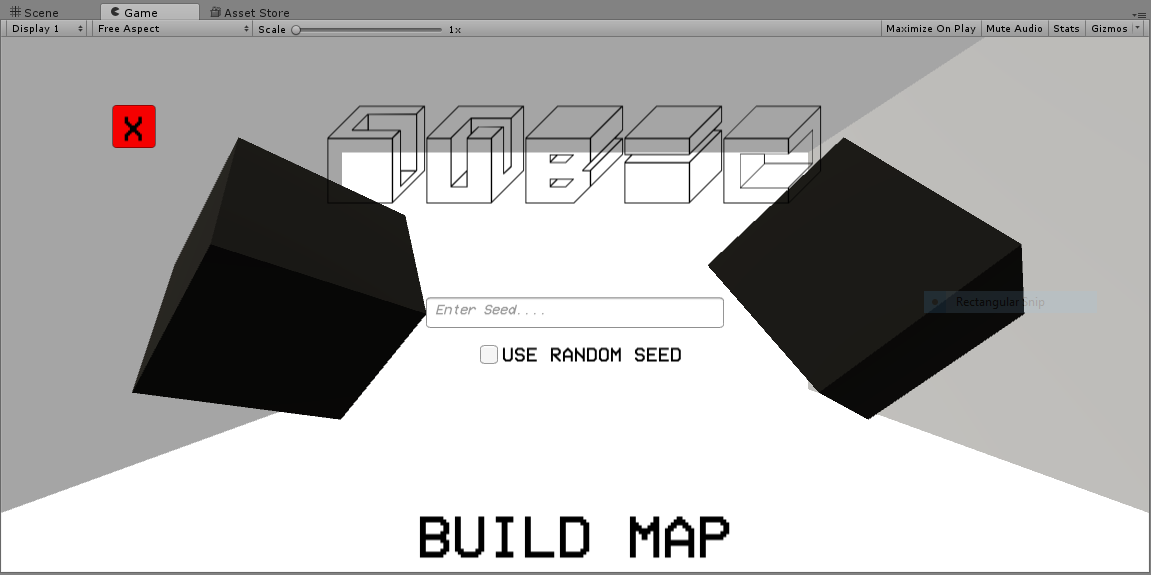 Scene Game Asset Store
Display 1 Free Aspect Scale 1x Maximize On Play Mute Audio Stats Gizmos
X
CUBIC
Rectangular Snip
Enter Seed....
USE RANDOM SEED
BUILD MAP